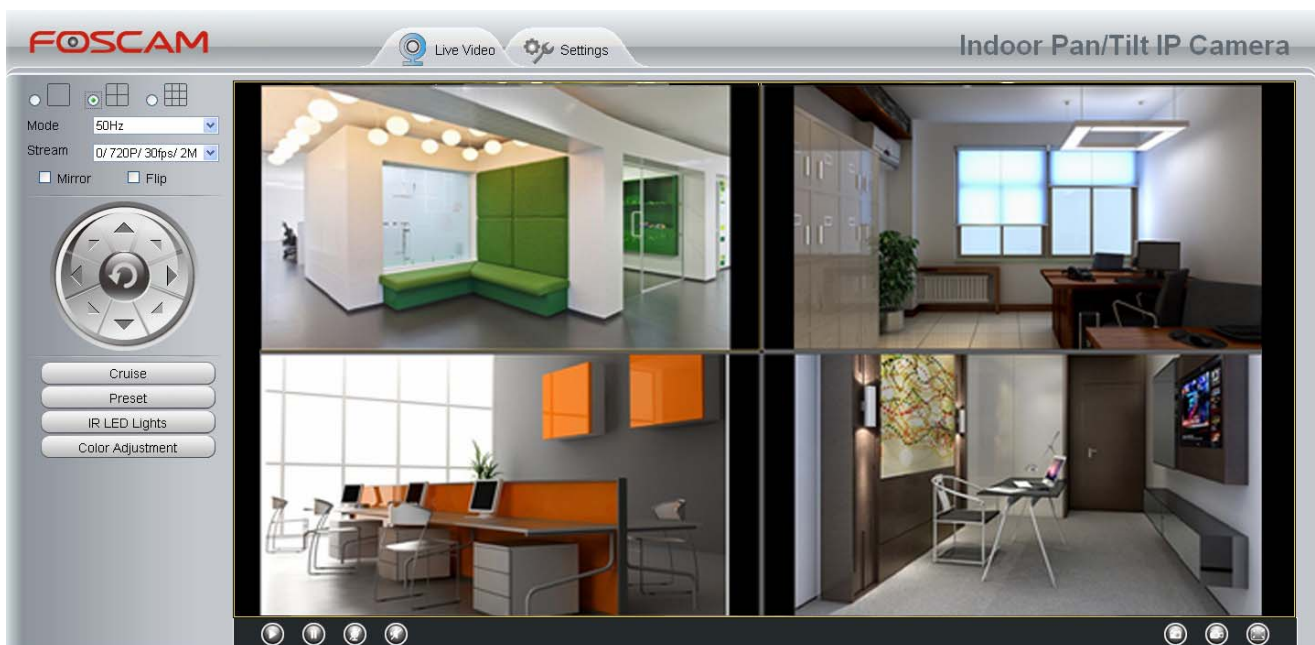 FOSCAM
Live Video
Settings
Indoor Pan/Tilt IP Camera
Mode
50Hz
Stream
0/ 720P/ 30fps/ 2M
Mirror
Flip
Cruise
Preset
IR LED Lights
Color Adjustment